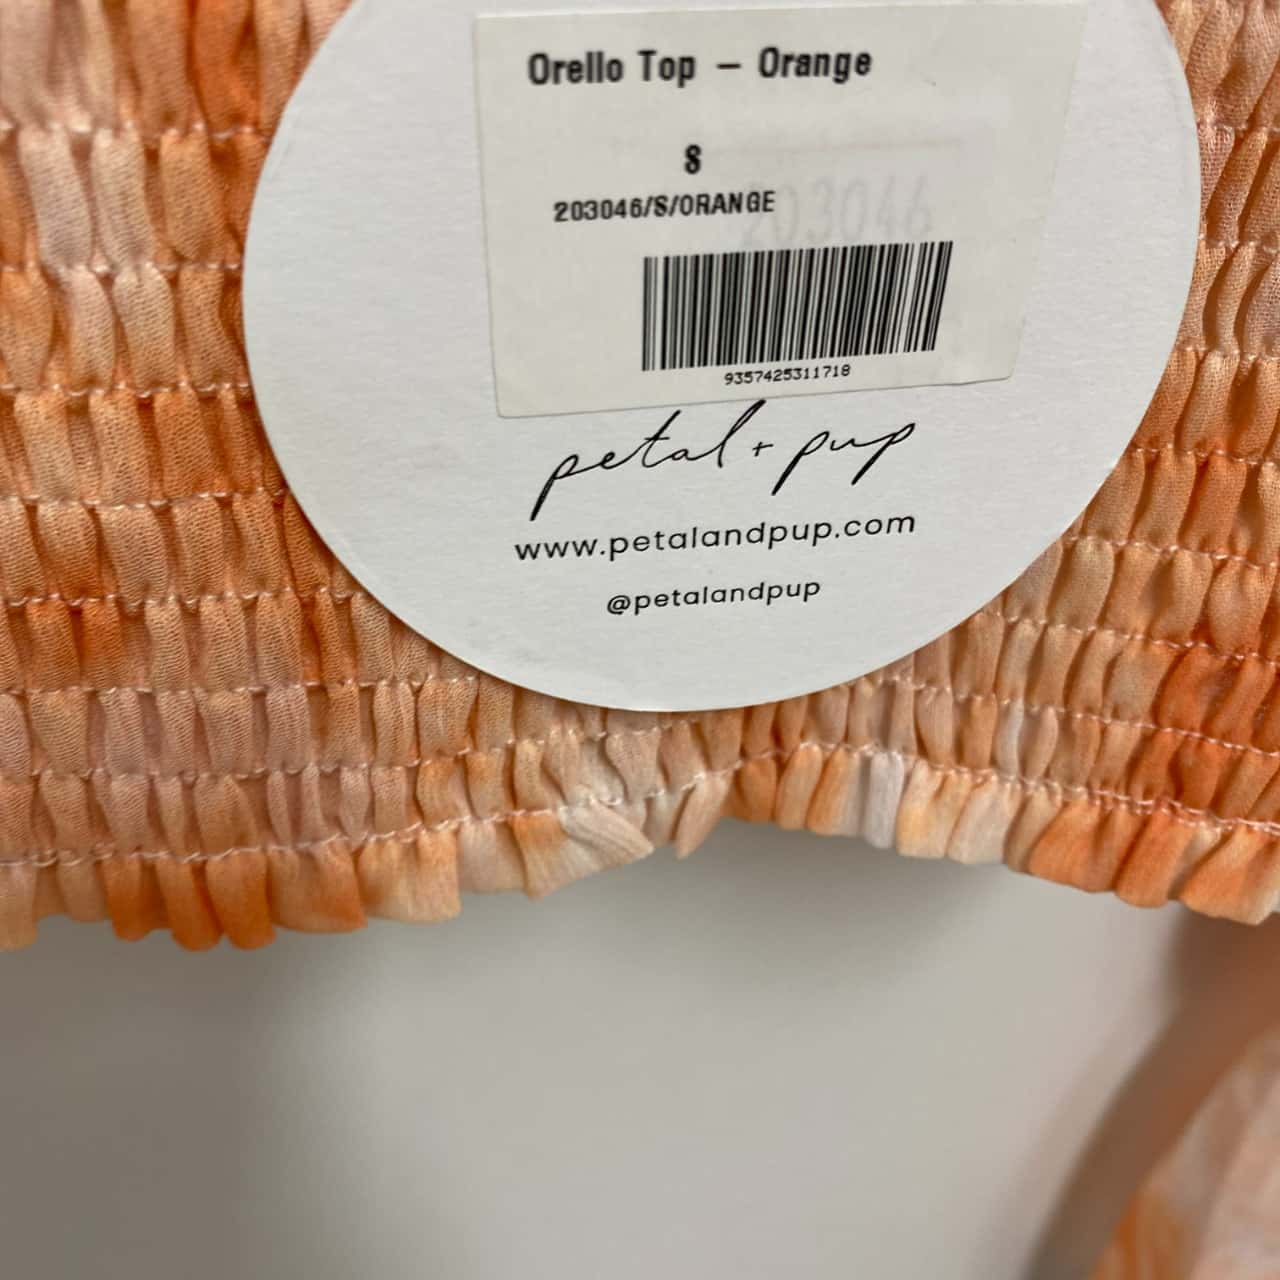 Orello Top – Orange
S
203046/S/ORANGE
203046
9357425311718
petal + pup
www.petalandpup.com
@petalandpup